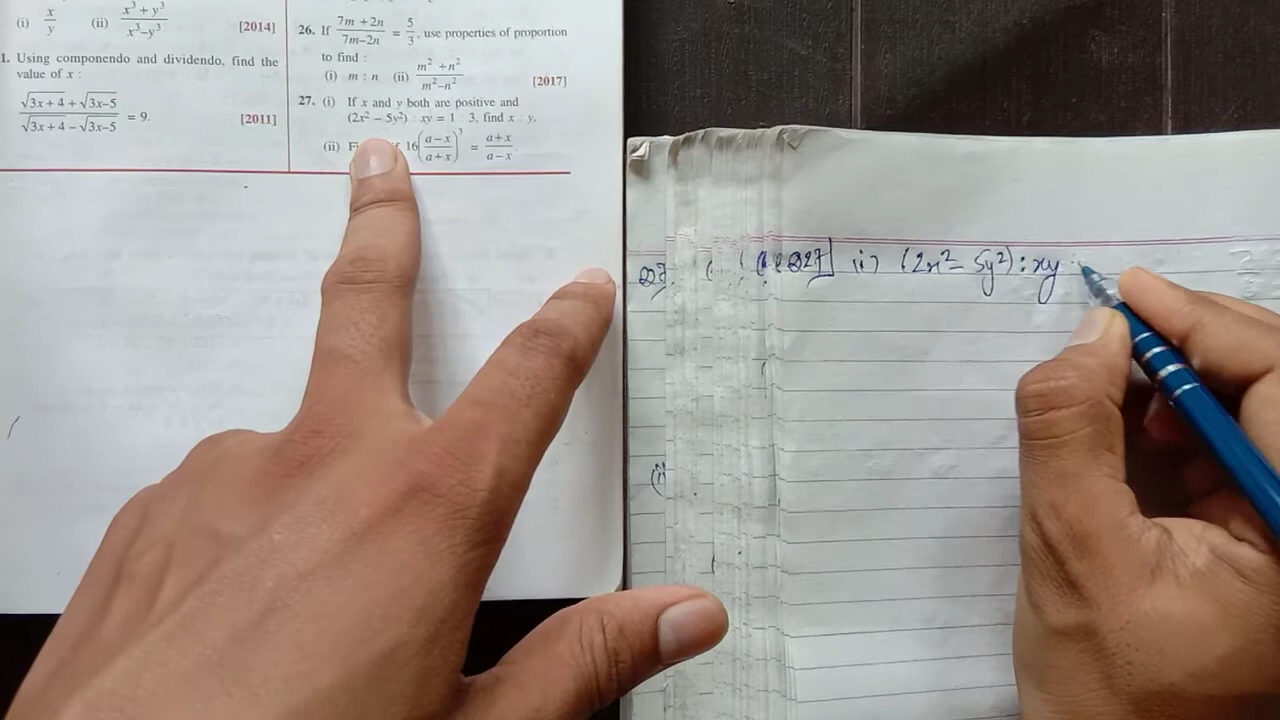 (i) x/y (ii) x³ + y³ / x³–y³ [2014]
1. Using componendo and dividendo, find the
value of x :
√3x+4 + √3x–5 / √3x+4 – √3x–5 = 9. [2011]
26. If 7m + 2n / 7m–2n = 5/3, use properties of proportion
to find :
(i) m : n (ii) m² + n² / m²–n² [2017]
27. (i) If x and y both are positive and
(2x² – 5y²) xy = 1 : 3, find x y.
(ii) 16 (a–x / a+x)³ = a+x / a–x.
Q27] (i) (2x² - 5y²) : xy :